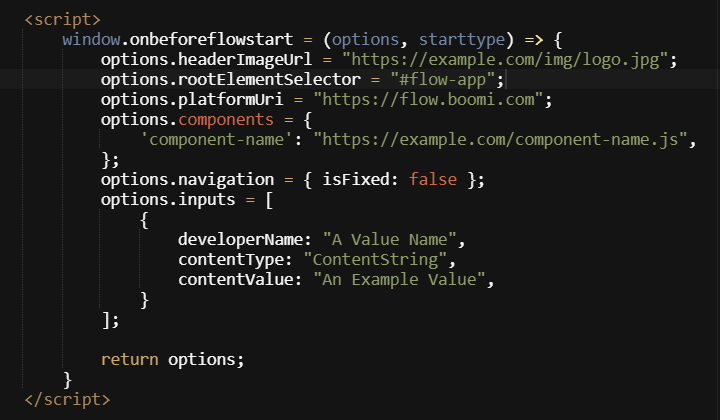 <script>
window.onbeforeflowstart = (options, starttype) => {
options.headerImageUrl = "https://example.com/img/logo.jpg";
options.rootElementSelector = "#flow-app";
options.platformUri = "https://flow.boomi.com";
options.components = {
'component-name': "https://example.com/component-name.js",
};
options.navigation = { isFixed: false };
options.inputs = [
{
developerName: "A Value Name",
contentType: "ContentString",
contentValue: "An Example Value",
}
];
return options;
}
</script>